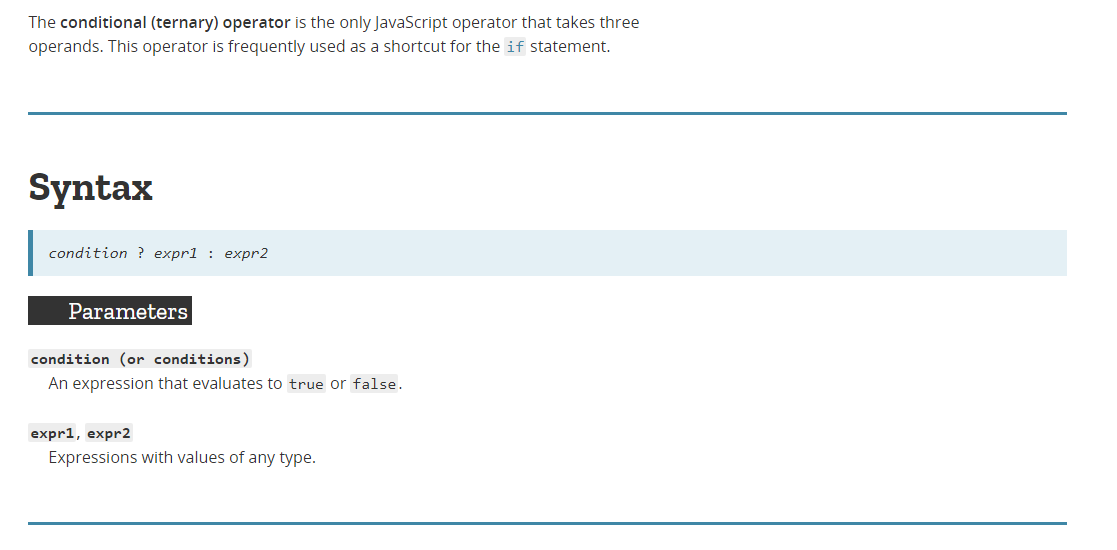 The conditional (ternary) operator is the only JavaScript operator that takes three
operands. This operator is frequently used as a shortcut for the if statement.
Syntax
condition ? expr1 : expr2
Parameters
condition (or conditions)
An expression that evaluates to true or false.
expr1, expr2
Expressions with values of any type.